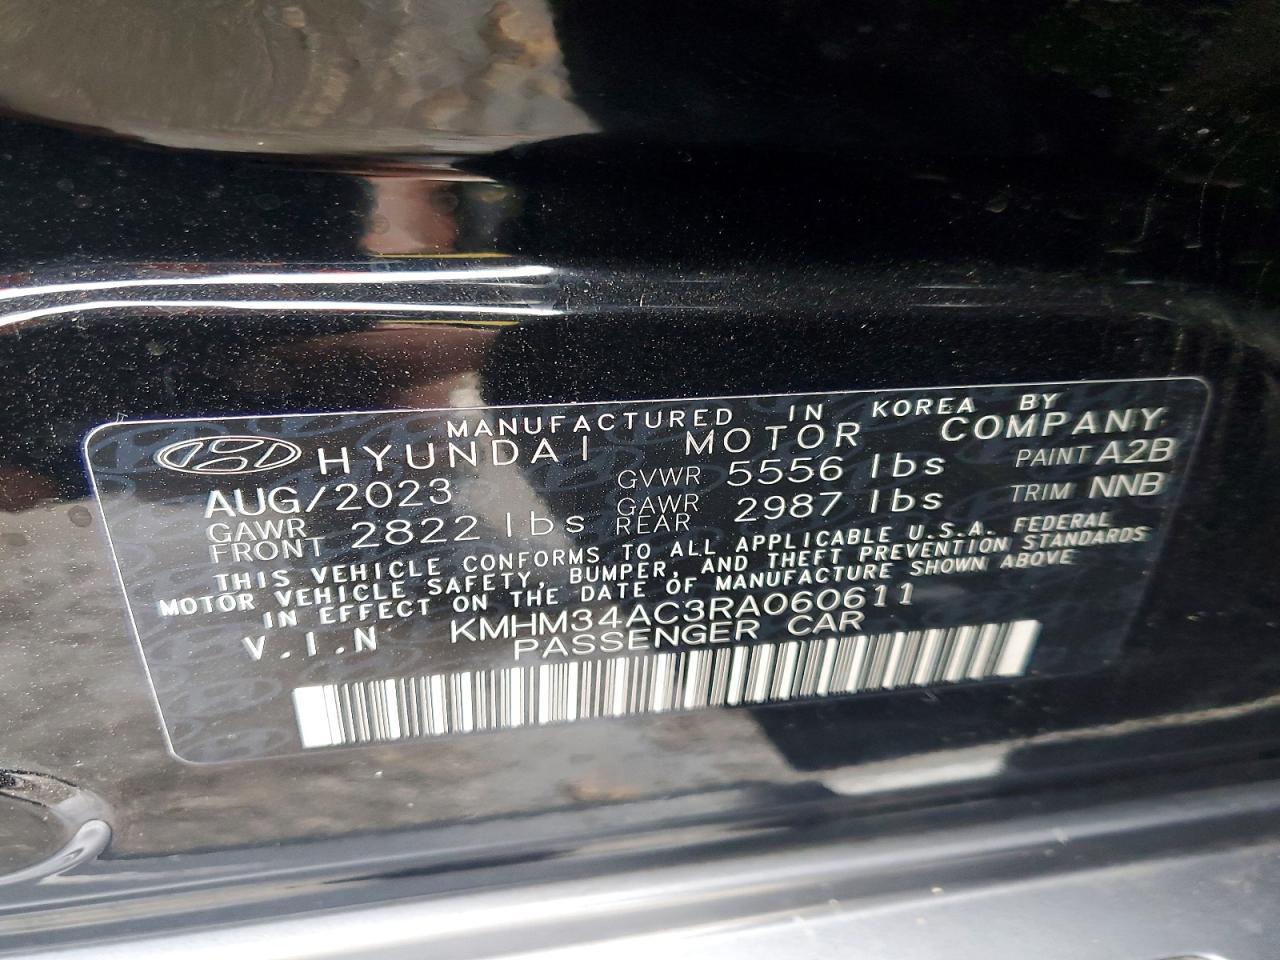 MANUFACTURED IN KOREA BY
HYUNDAI MOTOR COMPANY
AUG/2023 GVWR 5556 lbs PAINT A2B
GAWR FRONT 2822 lbs GAWR REAR 2987 lbs TRIM NNB
THIS VEHICLE CONFORMS TO ALL APPLICABLE U.S.A. FEDERAL
MOTOR VEHICLE SAFETY, BUMPER, AND THEFT PREVENTION STANDARDS
IN EFFECT ON THE DATE OF MANUFACTURE SHOWN ABOVE
V.I.N KMHM34AC3RA060611
PASSENGER CAR